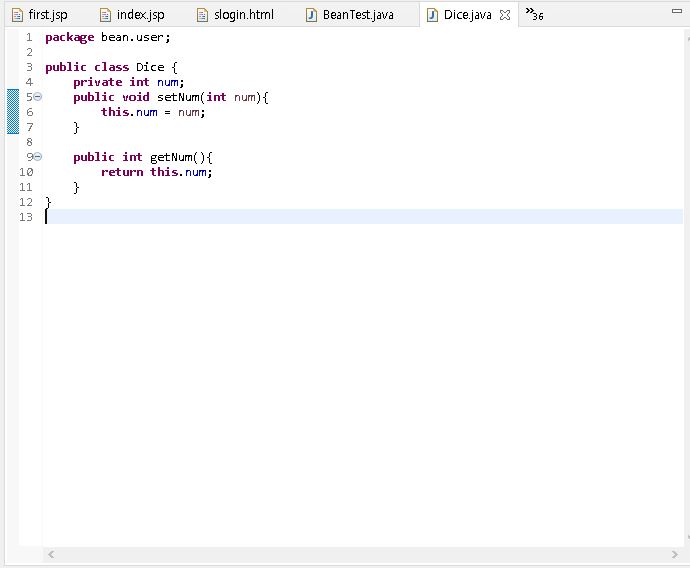 first.jsp index.jsp slogin.html BeanTest.java Dice.java »36
1 package bean.user;
2
3 public class Dice {
4     private int num;
5     public void setNum(int num){
6         this.num = num;
7     }
8
9     public int getNum(){
10         return this.num;
11     }
12 }
13